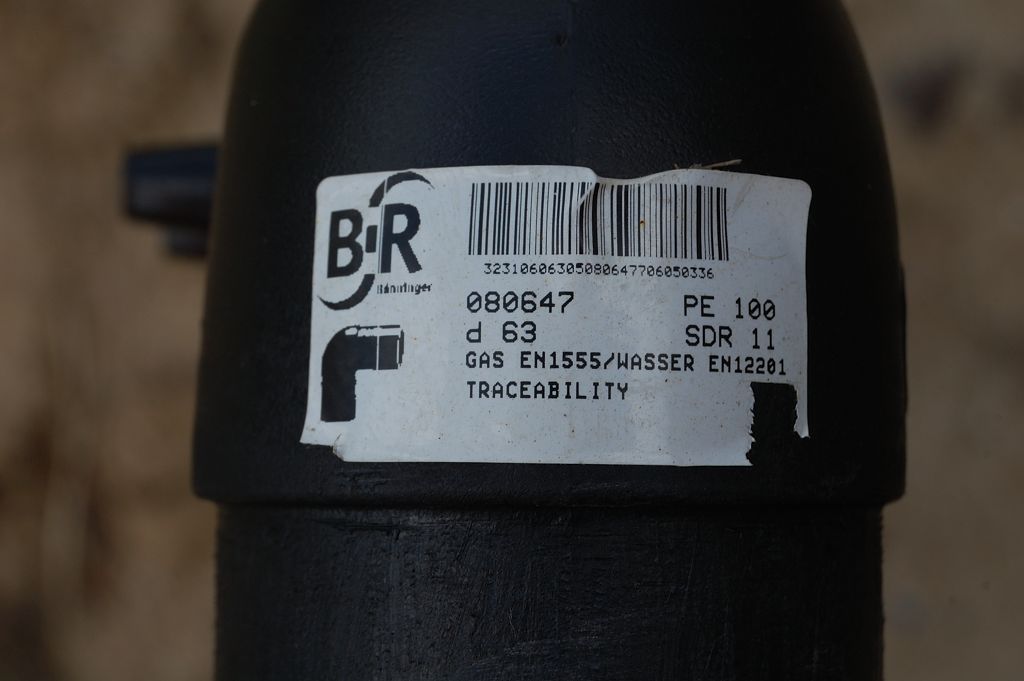 B R
Bänninger
32310606305080647706050336
080647 PE 100
d 63 SDR 11
GAS EN1555/WASSER EN12201
TRACEABILITY